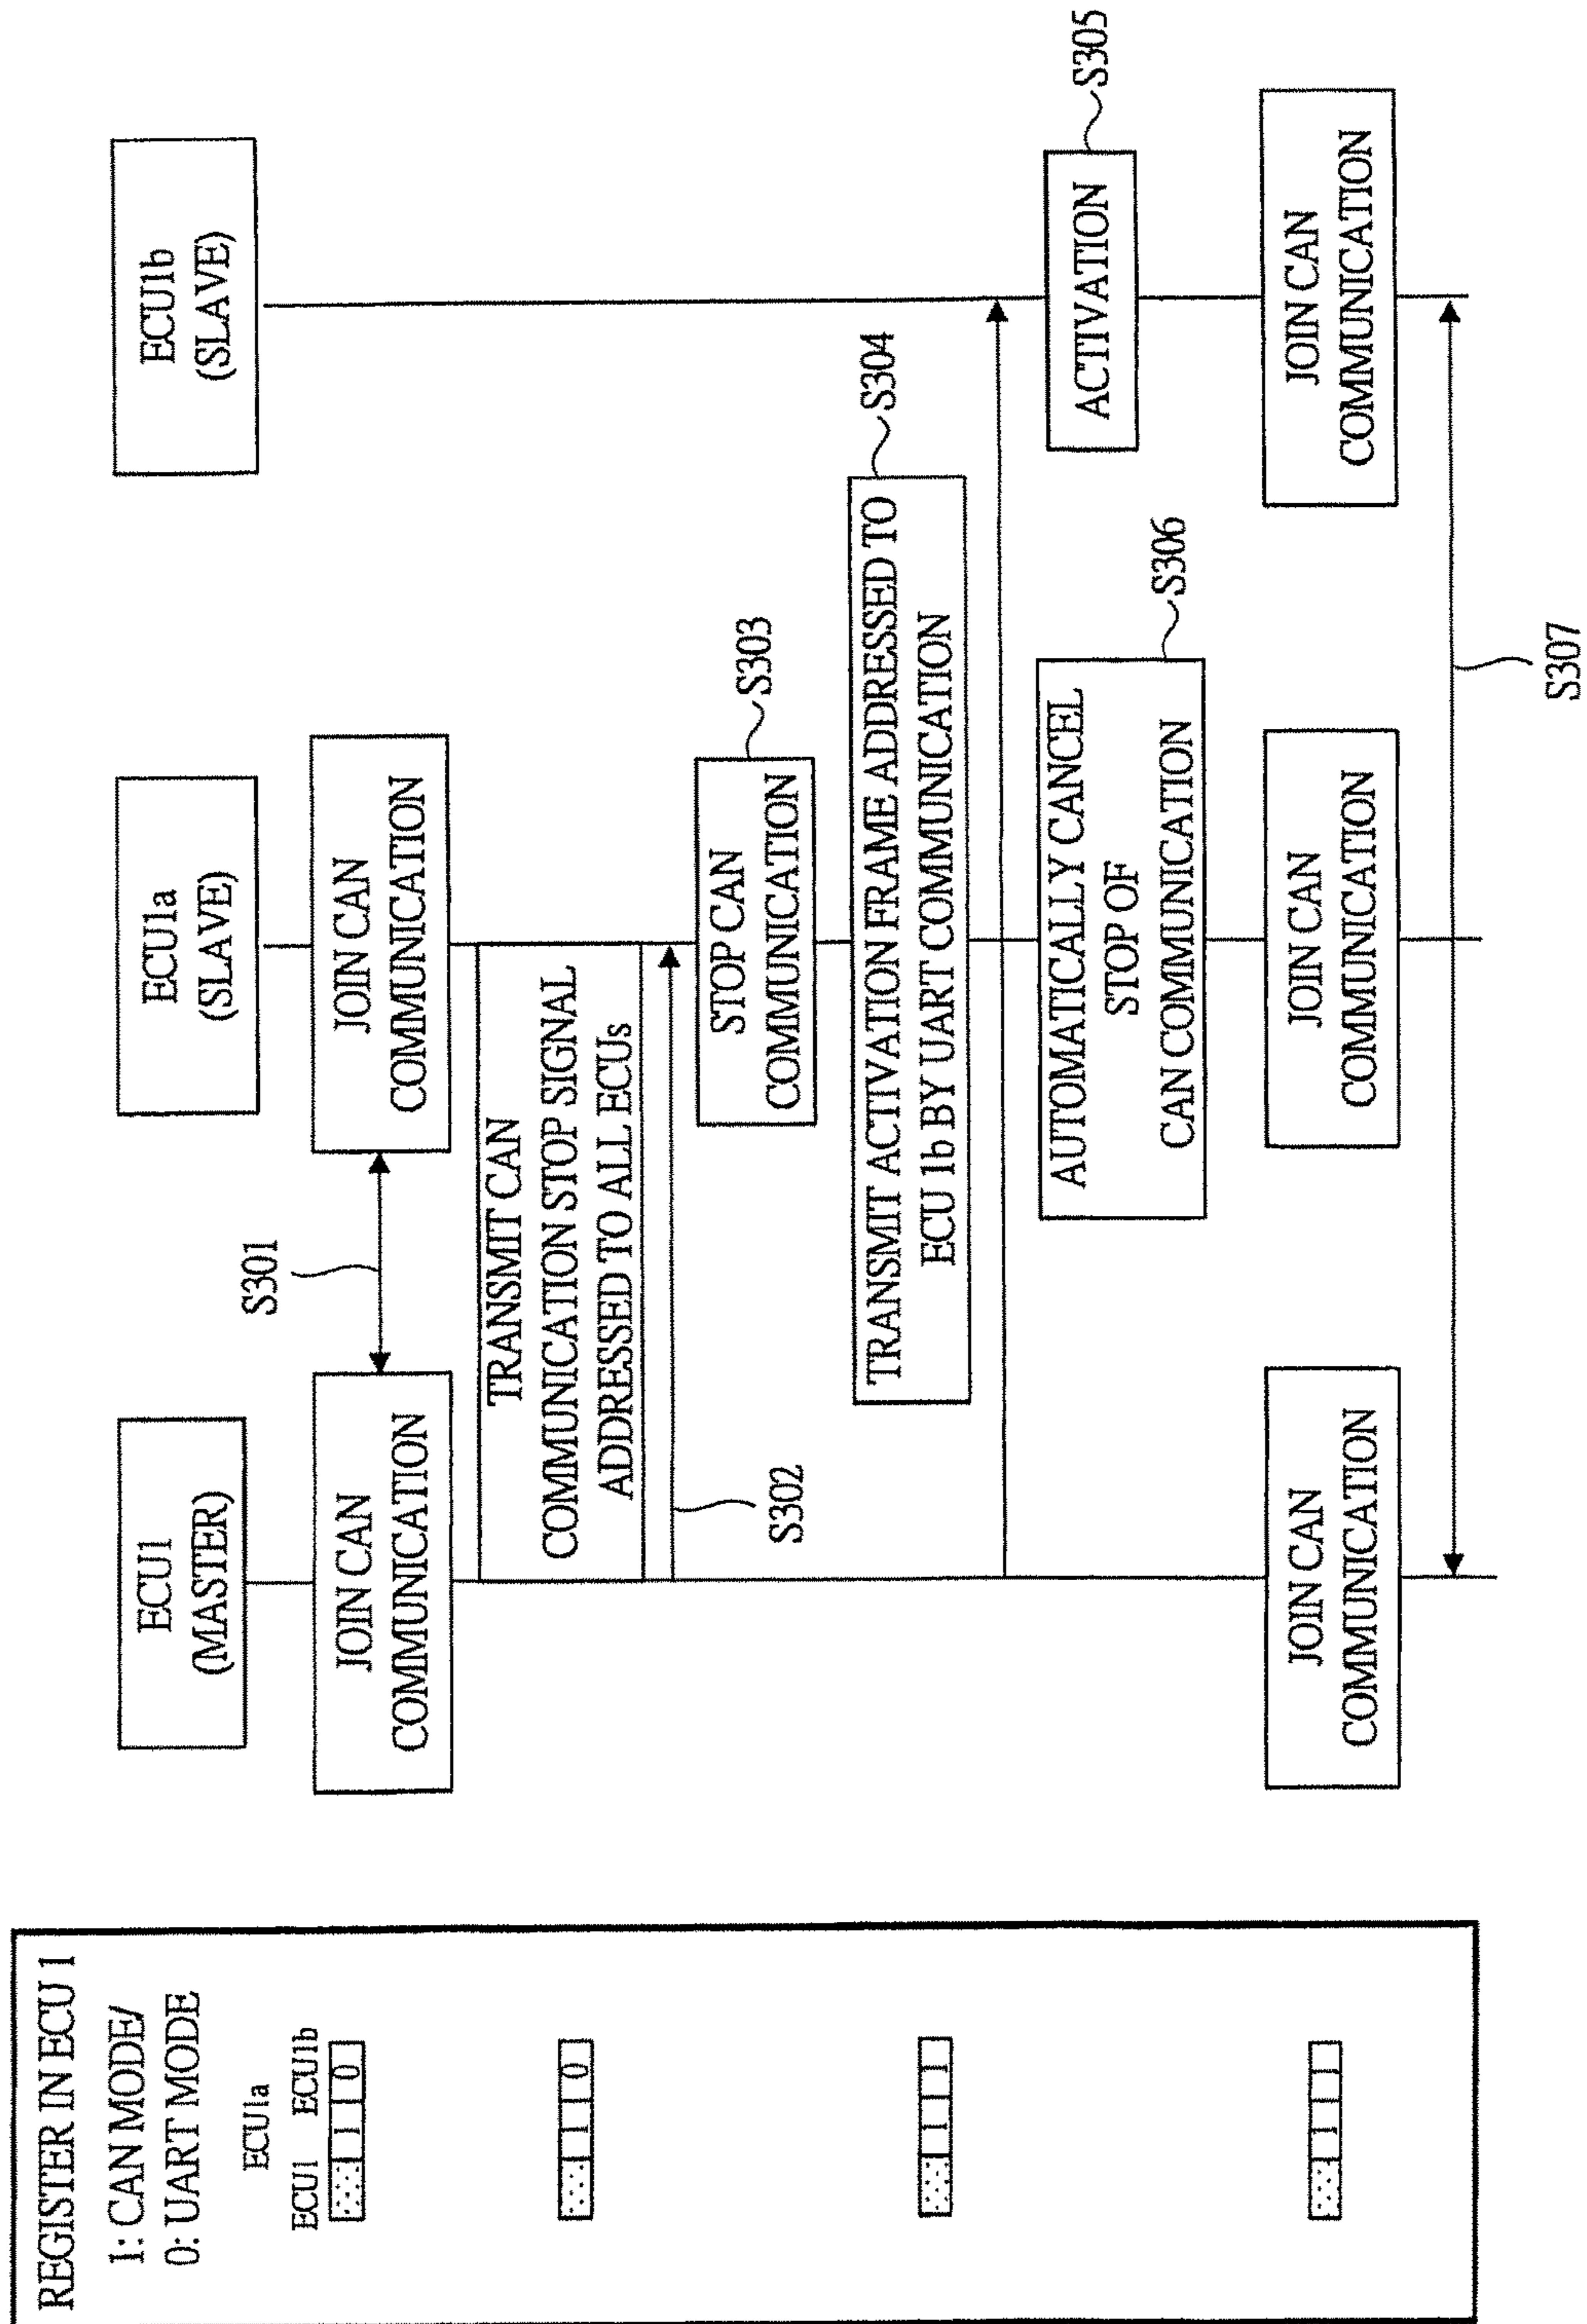 REGISTER IN ECU 1
1: CAN MODE/
0: UART MODE
ECU1a
ECU1 ECU1b
1 0
1 0
1 1
1 1
ECU1
(MASTER)
ECU1a
(SLAVE)
ECU1b
(SLAVE)
JOIN CAN
COMMUNICATION
S301
JOIN CAN
COMMUNICATION
TRANSMIT CAN
COMMUNICATION STOP SIGNAL
ADDRESSED TO ALL ECUs
S302
STOP CAN
COMMUNICATION
S303
TRANSMIT ACTIVATION FRAME ADDRESSED TO
ECU 1b BY UART COMMUNICATION
S304
ACTIVATION
S305
AUTOMATICALLY CANCEL
STOP OF
CAN COMMUNICATION
S306
JOIN CAN
COMMUNICATION
JOIN CAN
COMMUNICATION
JOIN CAN
COMMUNICATION
S307